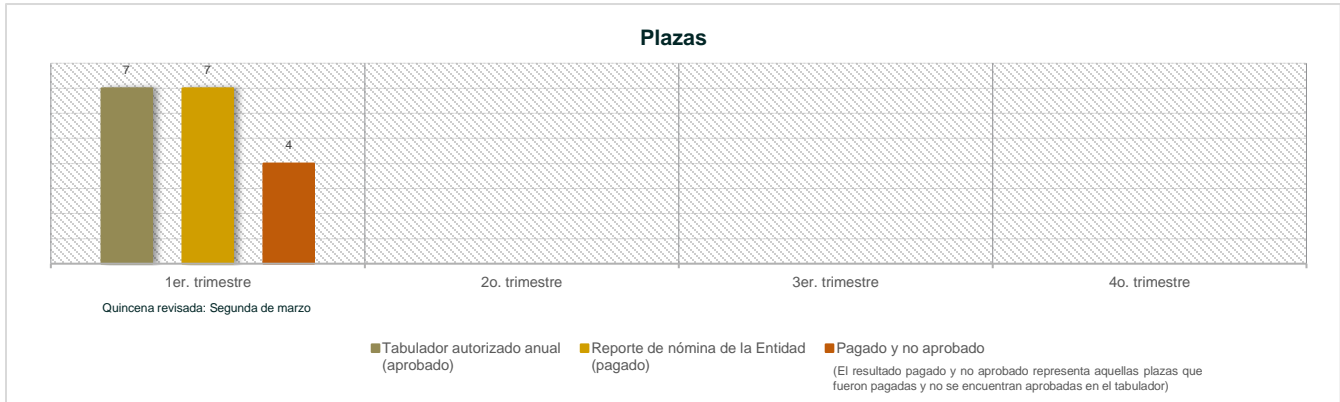 Plazas
7
7
4
1er. trimestre
2o. trimestre
3er. trimestre
4o. trimestre
Quincena revisada: Segunda de marzo
Tabulador autorizado anual
(aprobado)
Reporte de nómina de la Entidad
(pagado)
Pagado y no aprobado
(El resultado pagado y no aprobado representa aquellas plazas que
fueron pagadas y no se encuentran aprobadas en el tabulador)